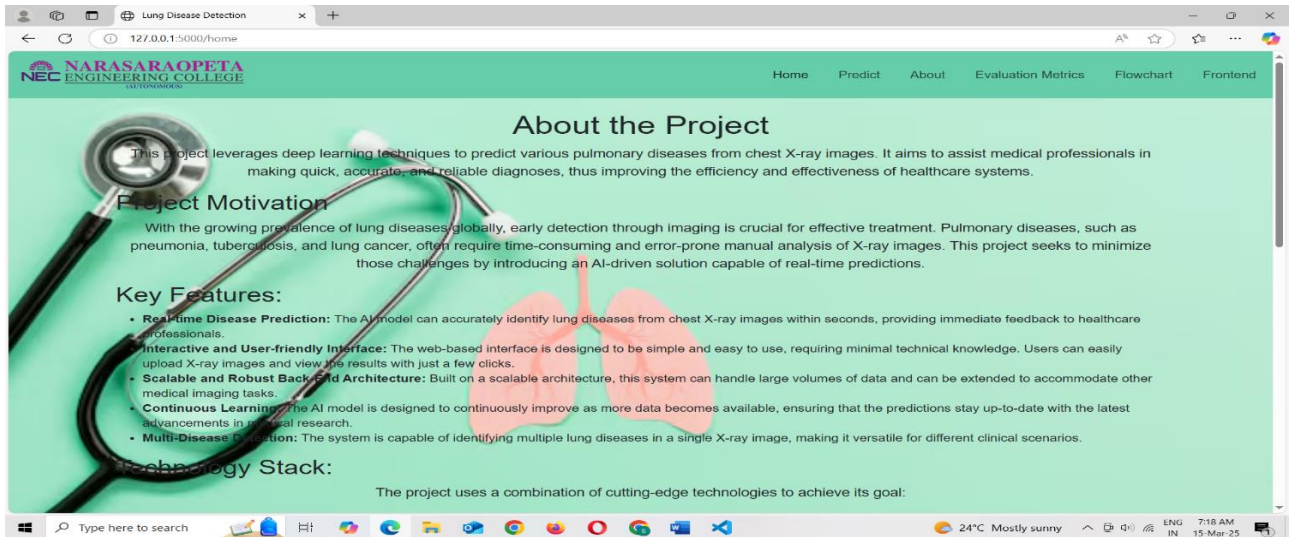 Lung Disease Detection
127.0.0.1:5000/home
NARASARAOPETA
NEC ENGINEERING COLLEGE
(AUTONOMOUS)
Home Predict About Evaluation Metrics Flowchart Frontend
About the Project
This project leverages deep learning techniques to predict various pulmonary diseases from chest X-ray images. It aims to assist medical professionals in
making quick, accurate, and reliable diagnoses, thus improving the efficiency and effectiveness of healthcare systems.
Project Motivation
With the growing prevalence of lung diseases globally, early detection through imaging is crucial for effective treatment. Pulmonary diseases, such as
pneumonia, tuberculosis, and lung cancer, often require time-consuming and error-prone manual analysis of X-ray images. This project seeks to minimize
those challenges by introducing an AI-driven solution capable of real-time predictions.
Key Features:
• Real-time Disease Prediction: The AI model can accurately identify lung diseases from chest X-ray images within seconds, providing immediate feedback to healthcare
professionals.
• Interactive and User-friendly Interface: The web-based interface is designed to be simple and easy to use, requiring minimal technical knowledge. Users can easily
upload X-ray images and view the results with just a few clicks.
• Scalable and Robust Back-End Architecture: Built on a scalable architecture, this system can handle large volumes of data and can be extended to accommodate other
medical imaging tasks.
• Continuous Learning: The AI model is designed to continuously improve as more data becomes available, ensuring that the predictions stay up-to-date with the latest
advancements in medical research.
• Multi-Disease Detection: The system is capable of identifying multiple lung diseases in a single X-ray image, making it versatile for different clinical scenarios.
Technology Stack:
The project uses a combination of cutting-edge technologies to achieve its goal:
Type here to search
24°C Mostly sunny
ENG
IN
7:18 AM
15-Mar-25